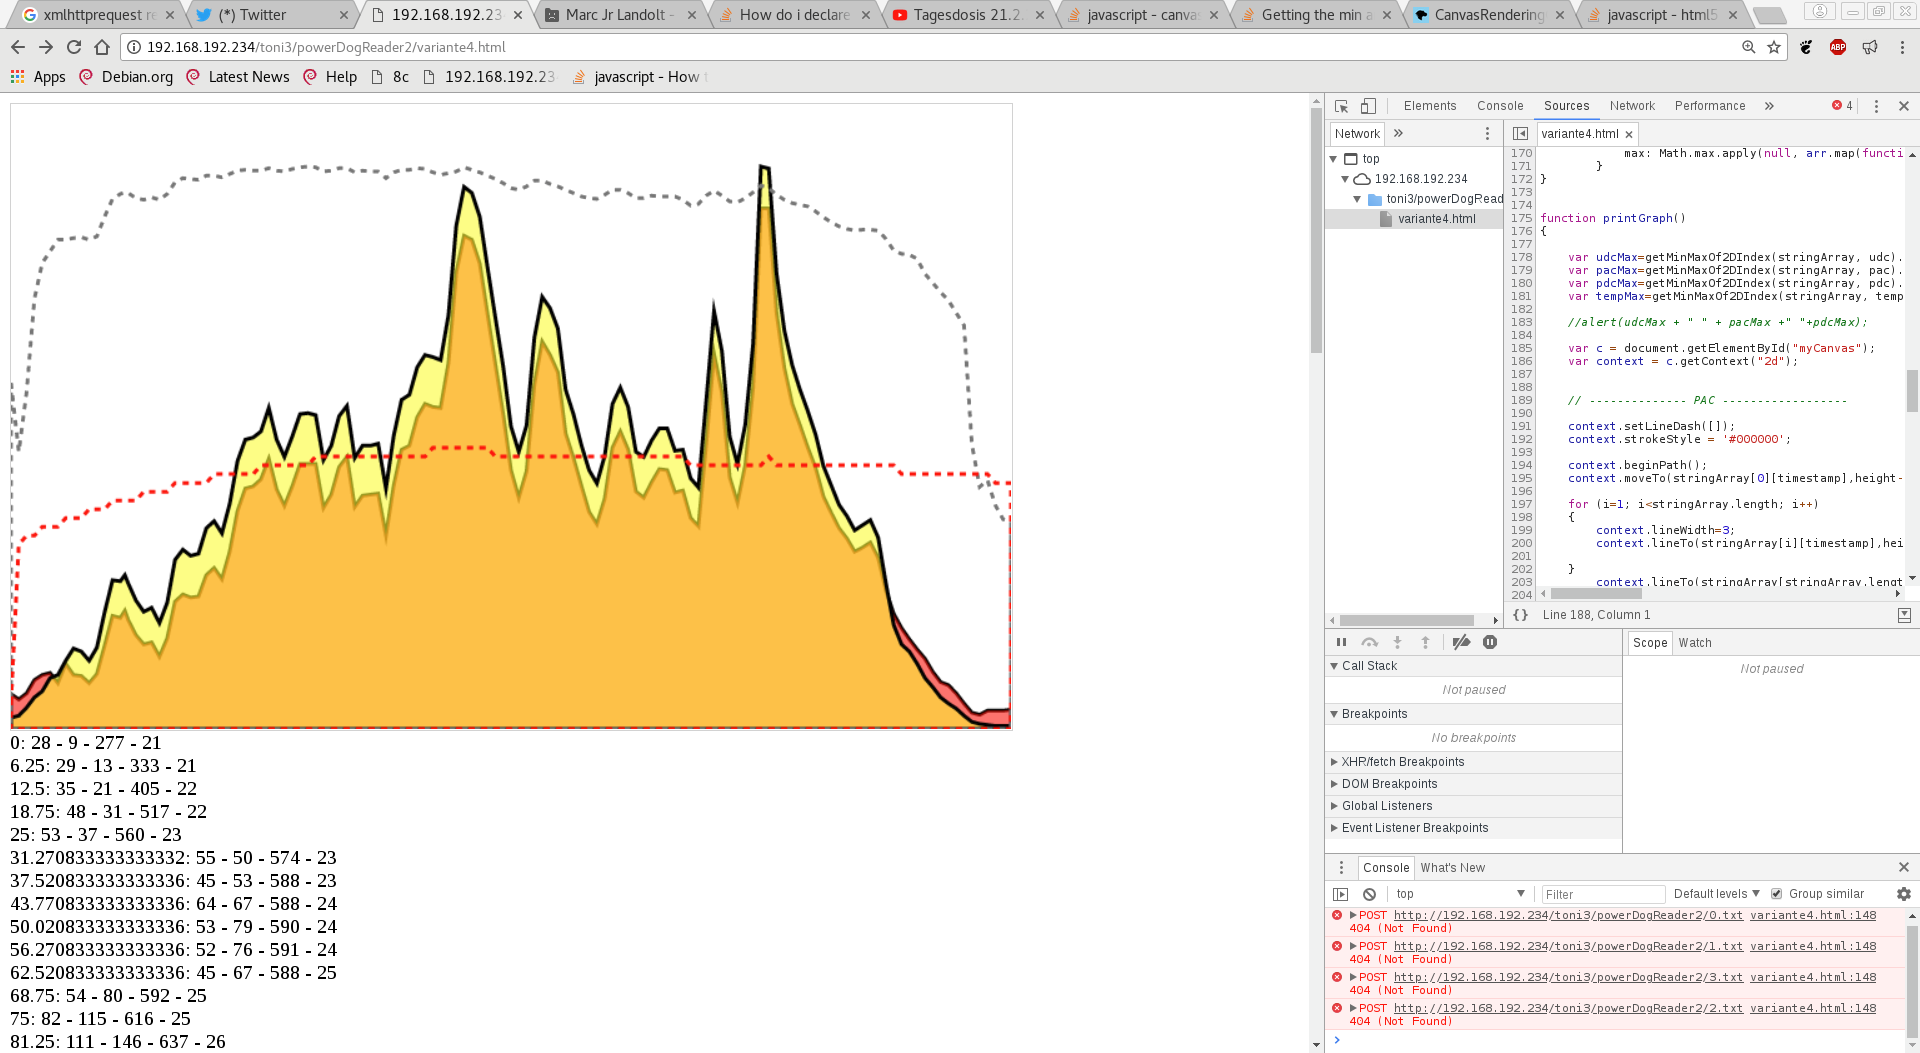 xmlhttprequest re
(*) Twitter
192.168.192.23
Marc Jr Landolt -
How do i declare
Tagesdosis 21.2.
javascript - canva
Getting the min a
CanvasRendering
javascript - html5
192.168.192.234/toni3/powerDogReader2/variante4.html
ABP
Apps
Debian.org
Latest News
Help
8c
192.168.192.23
javascript - How t
Elements
Console
Sources
Network
Performance
4
Network
variante4.html
top
192.168.192.234
toni3/powerDogRead
variante4.html
170 max: Math.max.apply(null, arr.map(functi
171 }
172 }
173
174
175 function printGraph()
176 {
177
178 var udcMax=getMinMaxOf2DIndex(stringArray, udc).
179 var pacMax=getMinMaxOf2DIndex(stringArray, pac).
180 var pdcMax=getMinMaxOf2DIndex(stringArray, pdc).
181 var tempMax=getMinMaxOf2DIndex(stringArray, temp
182
183 //alert(udcMax + " " + pacMax +" "+pdcMax);
184
185 var c = document.getElementById("myCanvas");
186 var context = c.getContext("2d");
187
188
189 // -------------- PAC ------------------
190
191 context.setLineDash([]);
192 context.strokeStyle = '#000000';
193
194 context.beginPath();
195 context.moveTo(stringArray[0][timestamp],height-
196
197 for (i=1; i<stringArray.length; i++)
198 {
199 context.lineWidth=3;
200 context.lineTo(stringArray[i][timestamp],hei
201
202 }
203 context.lineTo(stringArray[stringArray.lengt
204
{} Line 188, Column 1
Call Stack
Not paused
Breakpoints
No breakpoints
XHR/fetch Breakpoints
DOM Breakpoints
Global Listeners
Event Listener Breakpoints
Scope
Watch
Not paused
Console
What's New
top
Filter
Default levels
Group similar
POST http://192.168.192.234/toni3/powerDogReader2/0.txt variante4.html:148
404 (Not Found)
POST http://192.168.192.234/toni3/powerDogReader2/1.txt variante4.html:148
404 (Not Found)
POST http://192.168.192.234/toni3/powerDogReader2/3.txt variante4.html:148
404 (Not Found)
POST http://192.168.192.234/toni3/powerDogReader2/2.txt variante4.html:148
404 (Not Found)
0: 28 - 9 - 277 - 21
6.25: 29 - 13 - 333 - 21
12.5: 35 - 21 - 405 - 22
18.75: 48 - 31 - 517 - 22
25: 53 - 37 - 560 - 23
31.270833333333332: 55 - 50 - 574 - 23
37.520833333333336: 45 - 53 - 588 - 23
43.770833333333336: 64 - 67 - 588 - 24
50.020833333333336: 53 - 79 - 590 - 24
56.270833333333336: 52 - 76 - 591 - 24
62.520833333333336: 45 - 67 - 588 - 25
68.75: 54 - 80 - 592 - 25
75: 82 - 115 - 616 - 25
81.25: 111 - 146 - 637 - 26